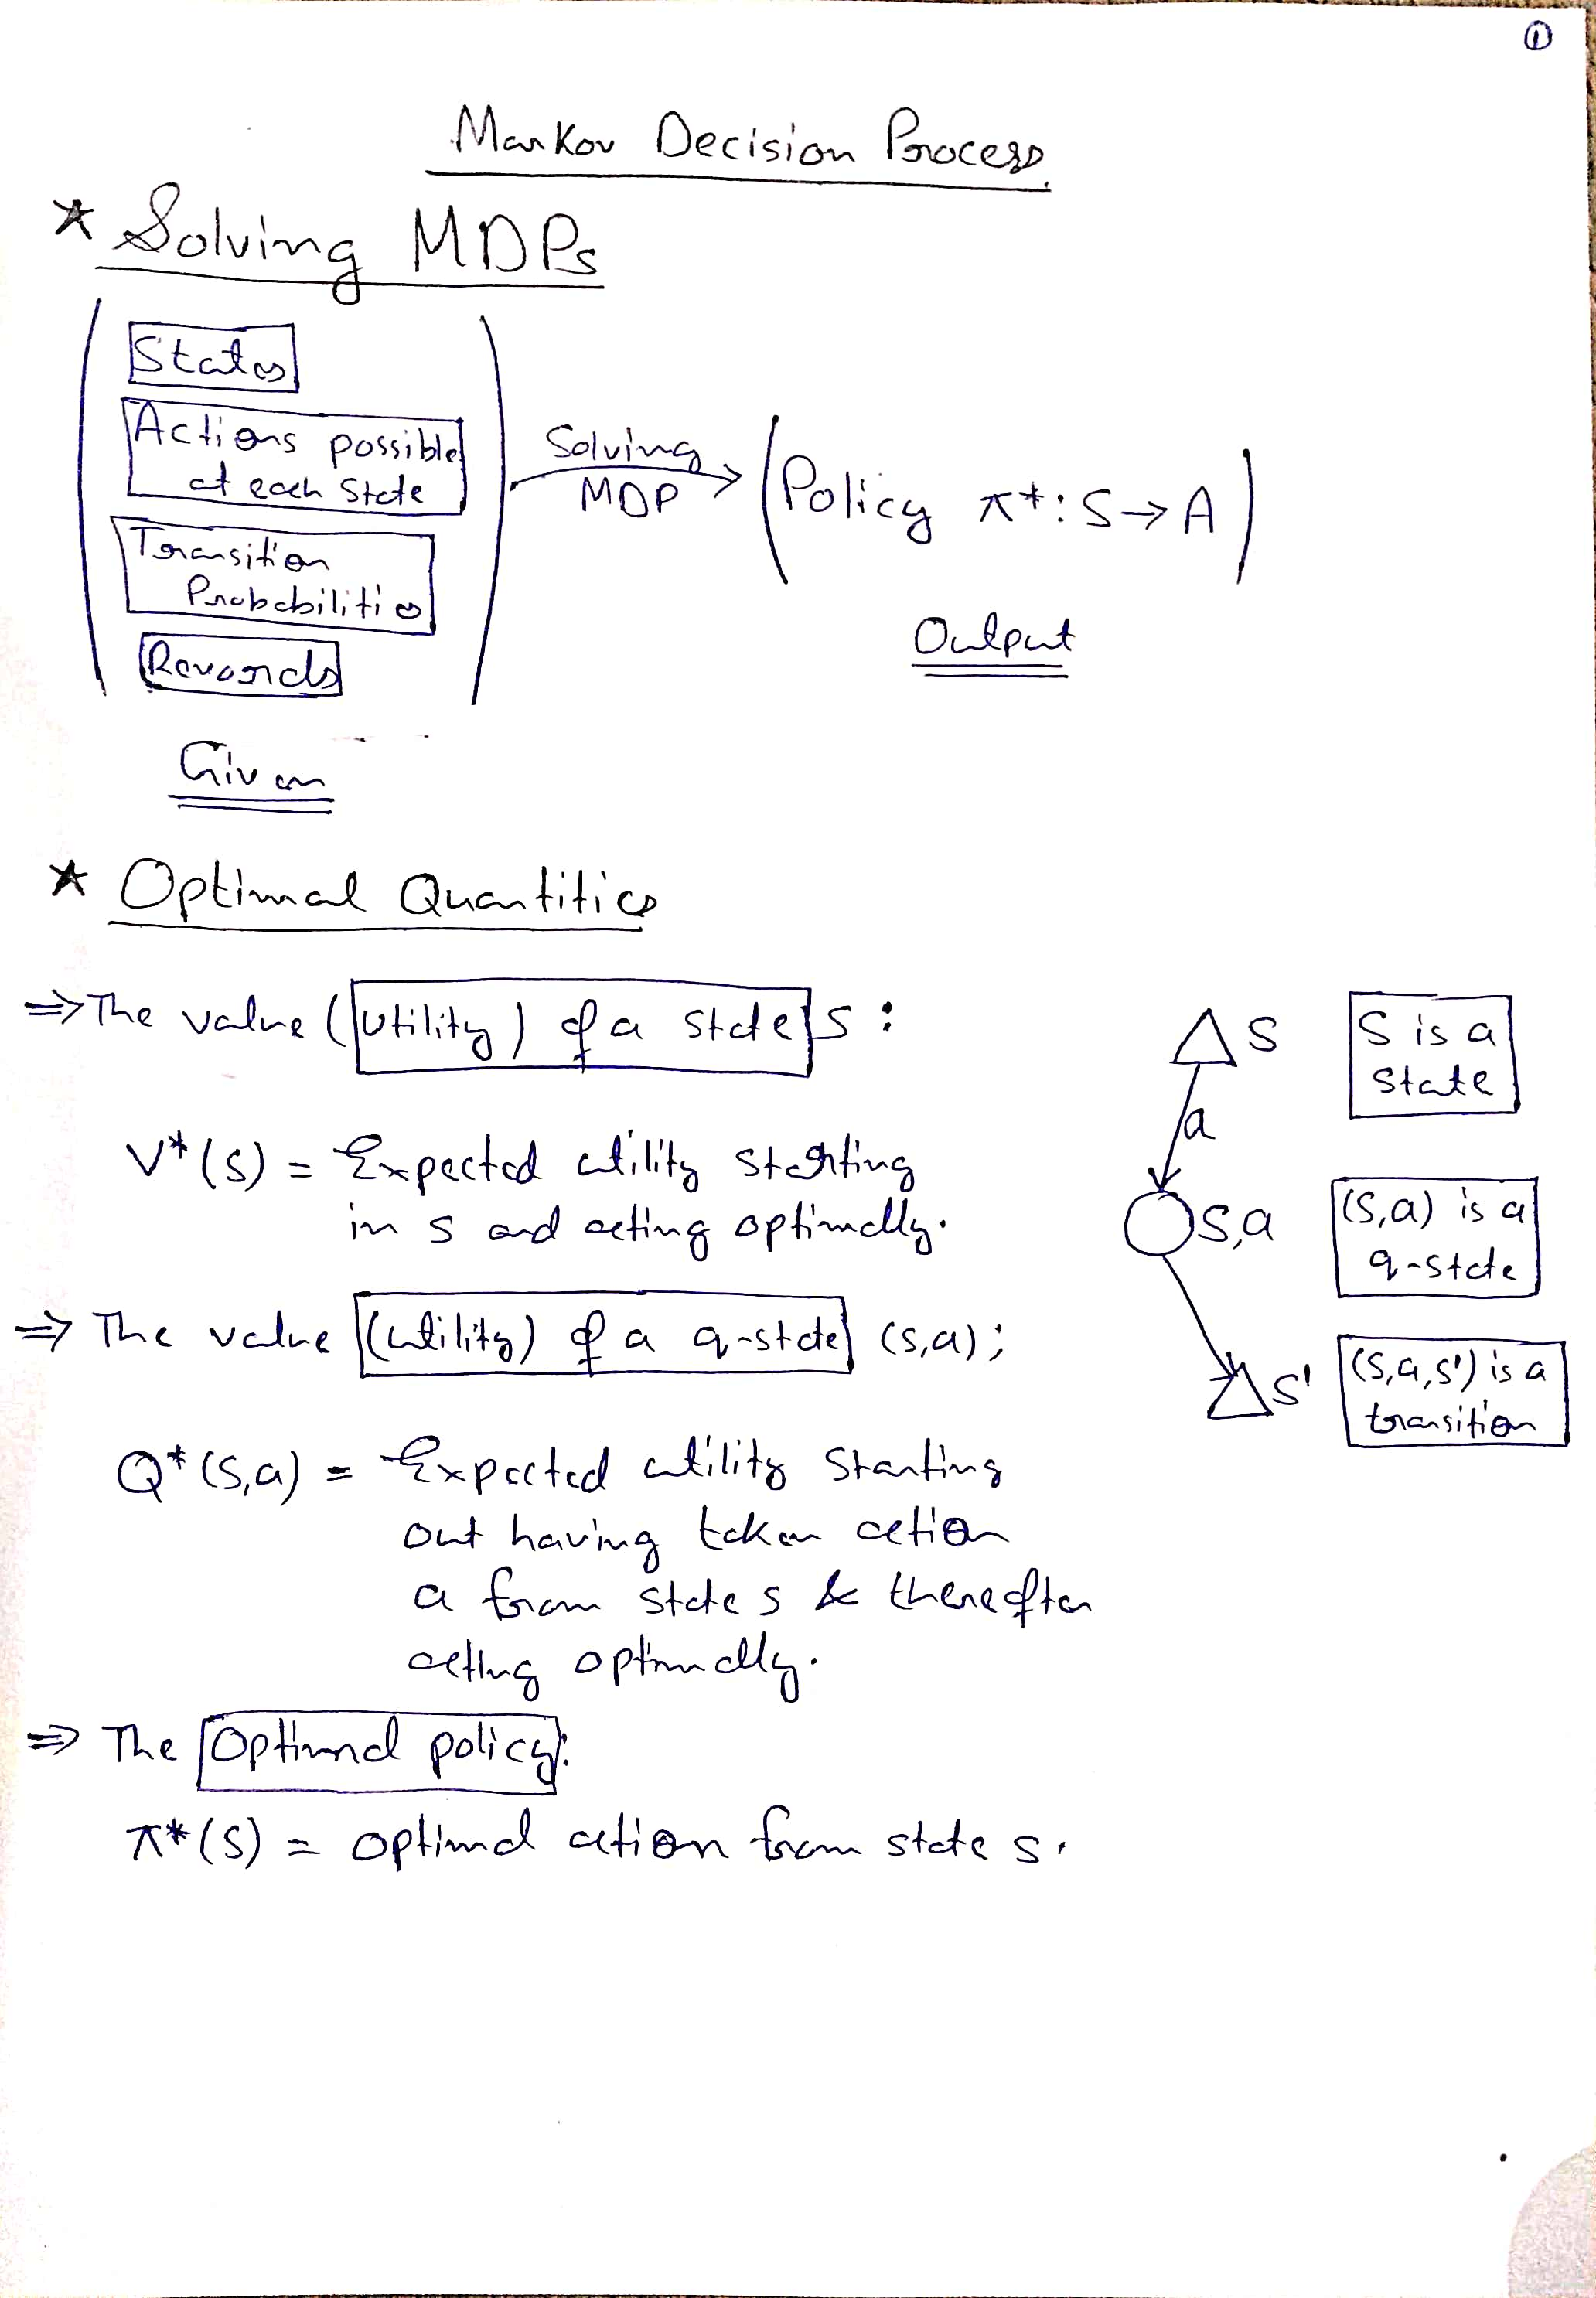 ①
Markov Decision Process
* Solving MDPs
States
Actions possible
at each State
Transition
Probabilities
Rewards
Given
Solving
MDP
Policy π*: S → A
Output
* Optimal Quantities
⇒ The value (utility) of a state s :
V*(s) = Expected utility starting
in s and acting optimally.
⇒ The value (utility) of a q-state (s,a) ;
Q*(s,a) = Expected utility starting
out having taken action
a from state s & thereafter
acting optimally.
⇒ The Optimal policy:
π*(s) = optimal action from state s.
S
a
S,a
S'
S is a
State
(S,a) is a
q-state
(S,a,s') is a
transition